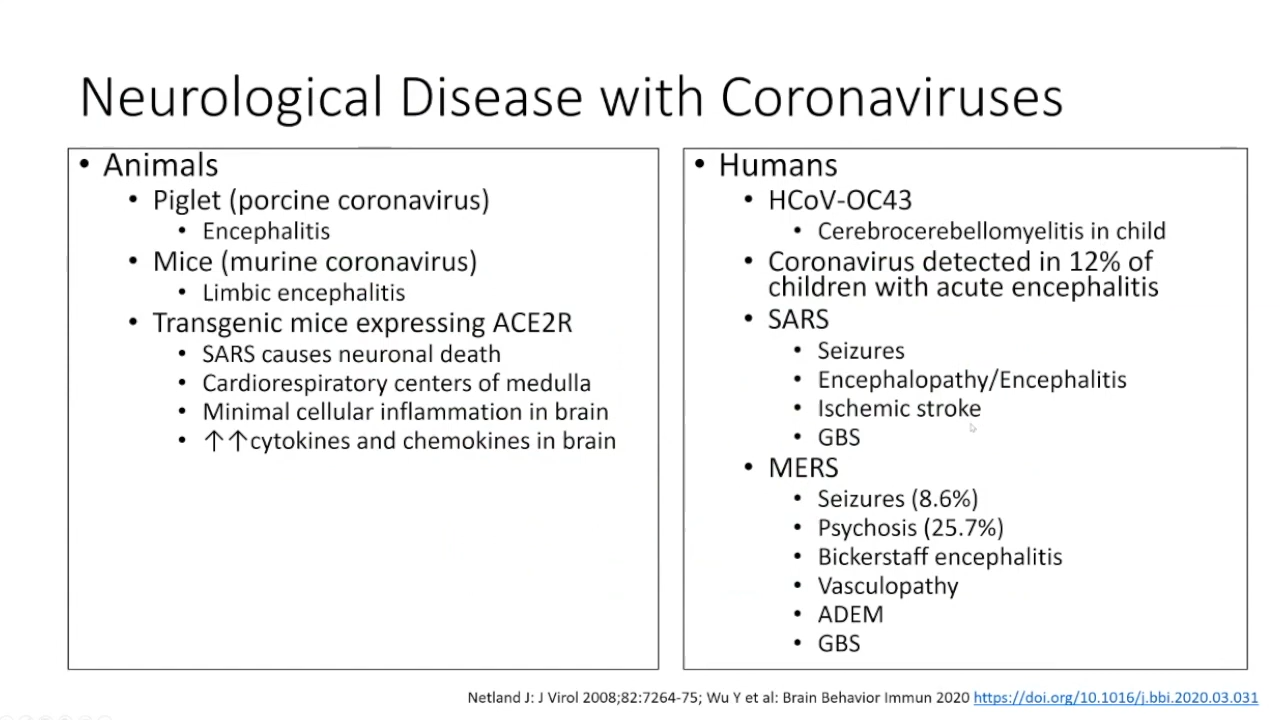 Neurological Disease with Coronaviruses
• Animals
• Piglet (porcine coronavirus)
• Encephalitis
• Mice (murine coronavirus)
• Limbic encephalitis
• Transgenic mice expressing ACE2R
• SARS causes neuronal death
• Cardiorespiratory centers of medulla
• Minimal cellular inflammation in brain
• ↑↑cytokines and chemokines in brain
• Humans
• HCoV-OC43
• Cerebrocerebellomyelitis in child
• Coronavirus detected in 12% of
children with acute encephalitis
• SARS
• Seizures
• Encephalopathy/Encephalitis
• Ischemic stroke
• GBS
• MERS
• Seizures (8.6%)
• Psychosis (25.7%)
• Bickerstaff encephalitis
• Vasculopathy
• ADEM
• GBS
Netland J: J Virol 2008;82:7264-75; Wu Y et al: Brain Behavior Immun 2020 https://doi.org/10.1016/j.bbi.2020.03.031